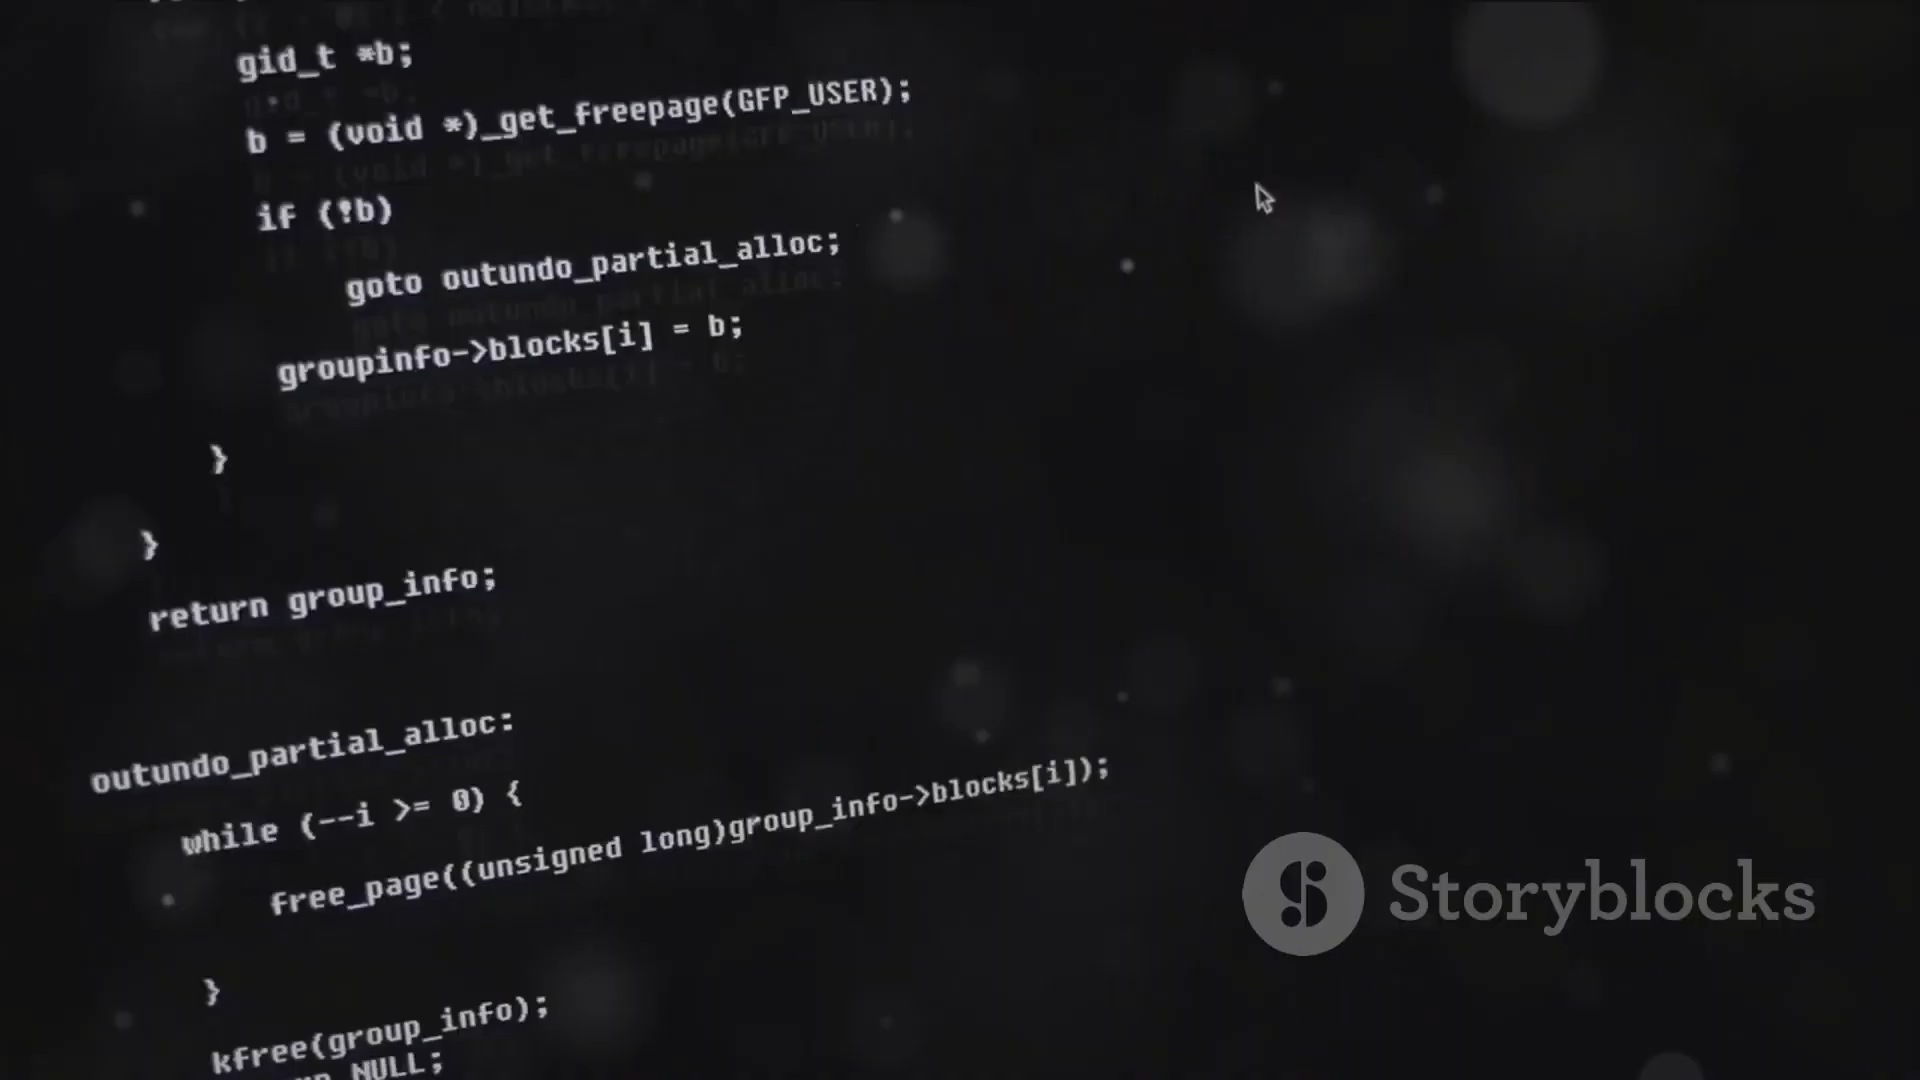 gid_t *b;
b = (void *)_get_freepage(GFP_USER);
if (!b)
goto outundo_partial_alloc;
groupinfo->blocks[i] = b;
}
}
return group_info;
outundo_partial_alloc:
while (--i >= 0) {
free_page((unsigned long)group_info->blocks[i]);
}
kfree(group_info);
NULL;
Storyblocks